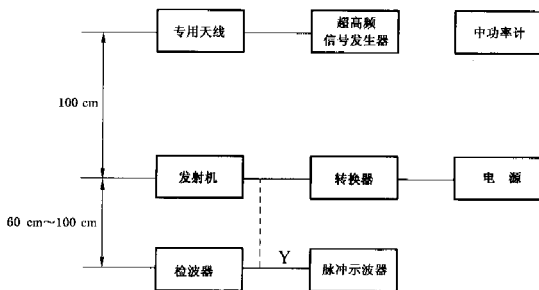 专用天线
超高频
信号发生器
中功率计
100 cm
发射机
转换器
电 源
60 cm~100 cm
Y
检波器
脉冲示波器